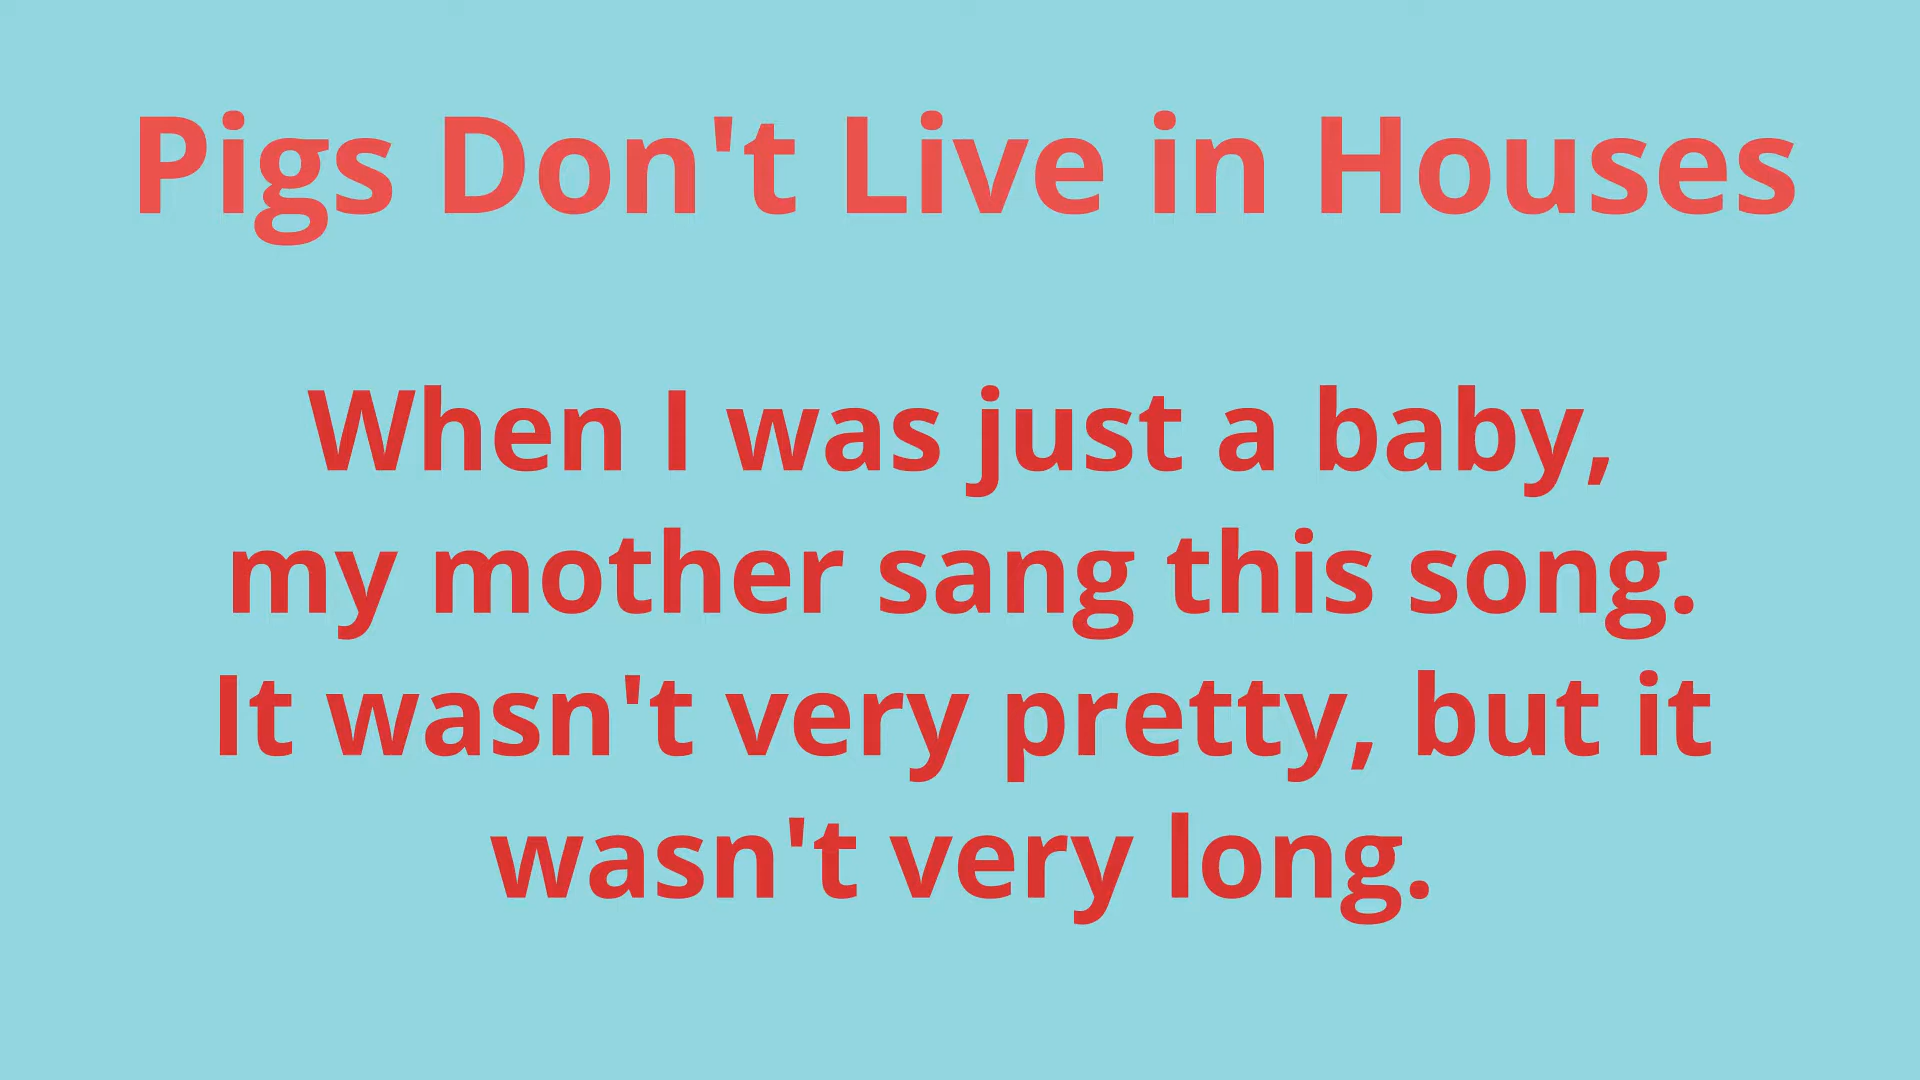 Pigs Don't Live in Houses
When I was just a baby,
my mother sang this song.
It wasn't very pretty, but it
wasn't very long.